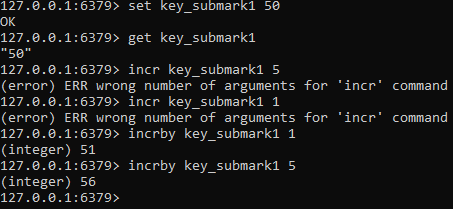 127.0.0.1:6379> set key_submark1 50
OK
127.0.0.1:6379> get key_submark1
"50"
127.0.0.1:6379> incr key_submark1 5
(error) ERR wrong number of arguments for 'incr' command
127.0.0.1:6379> incr key_submark1 1
(error) ERR wrong number of arguments for 'incr' command
127.0.0.1:6379> incrby key_submark1 1
(integer) 51
127.0.0.1:6379> incrby key_submark1 5
(integer) 56
127.0.0.1:6379>